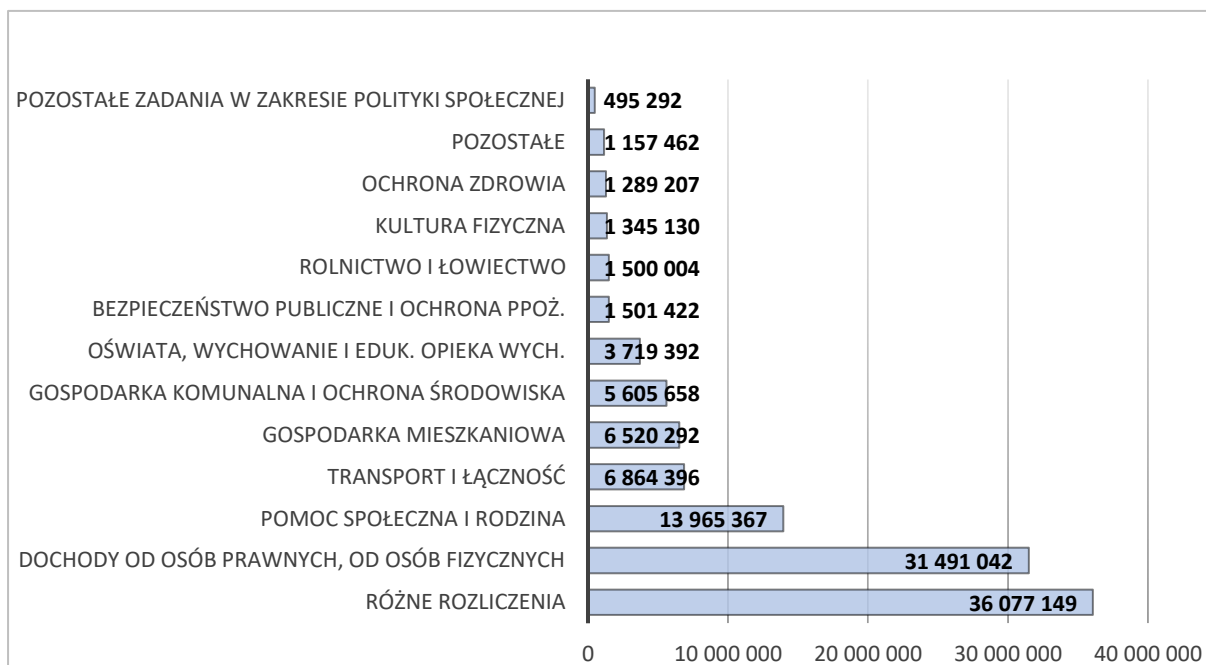 POZOSTAŁE ZADANIA W ZAKRESIE POLITYKI SPOŁECZNEJ 495 292
POZOSTAŁE 1 157 462
OCHRONA ZDROWIA 1 289 207
KULTURA FIZYCZNA 1 345 130
ROLNICTWO I ŁOWIECTWO 1 500 004
BEZPIECZEŃSTWO PUBLICZNE I OCHRONA PPOŻ. 1 501 422
OŚWIATA, WYCHOWANIE I EDUK. OPIEKA WYCH. 3 719 392
GOSPODARKA KOMUNALNA I OCHRONA ŚRODOWISKA 5 605 658
GOSPODARKA MIESZKANIOWA 6 520 292
TRANSPORT I ŁĄCZNOŚĆ 6 864 396
POMOC SPOŁECZNA I RODZINA 13 965 367
DOCHODY OD OSÓB PRAWNYCH, OD OSÓB FIZYCZNYCH 31 491 042
RÓŻNE ROZLICZENIA 36 077 149
0 10 000 000 20 000 000 30 000 000 40 000 000